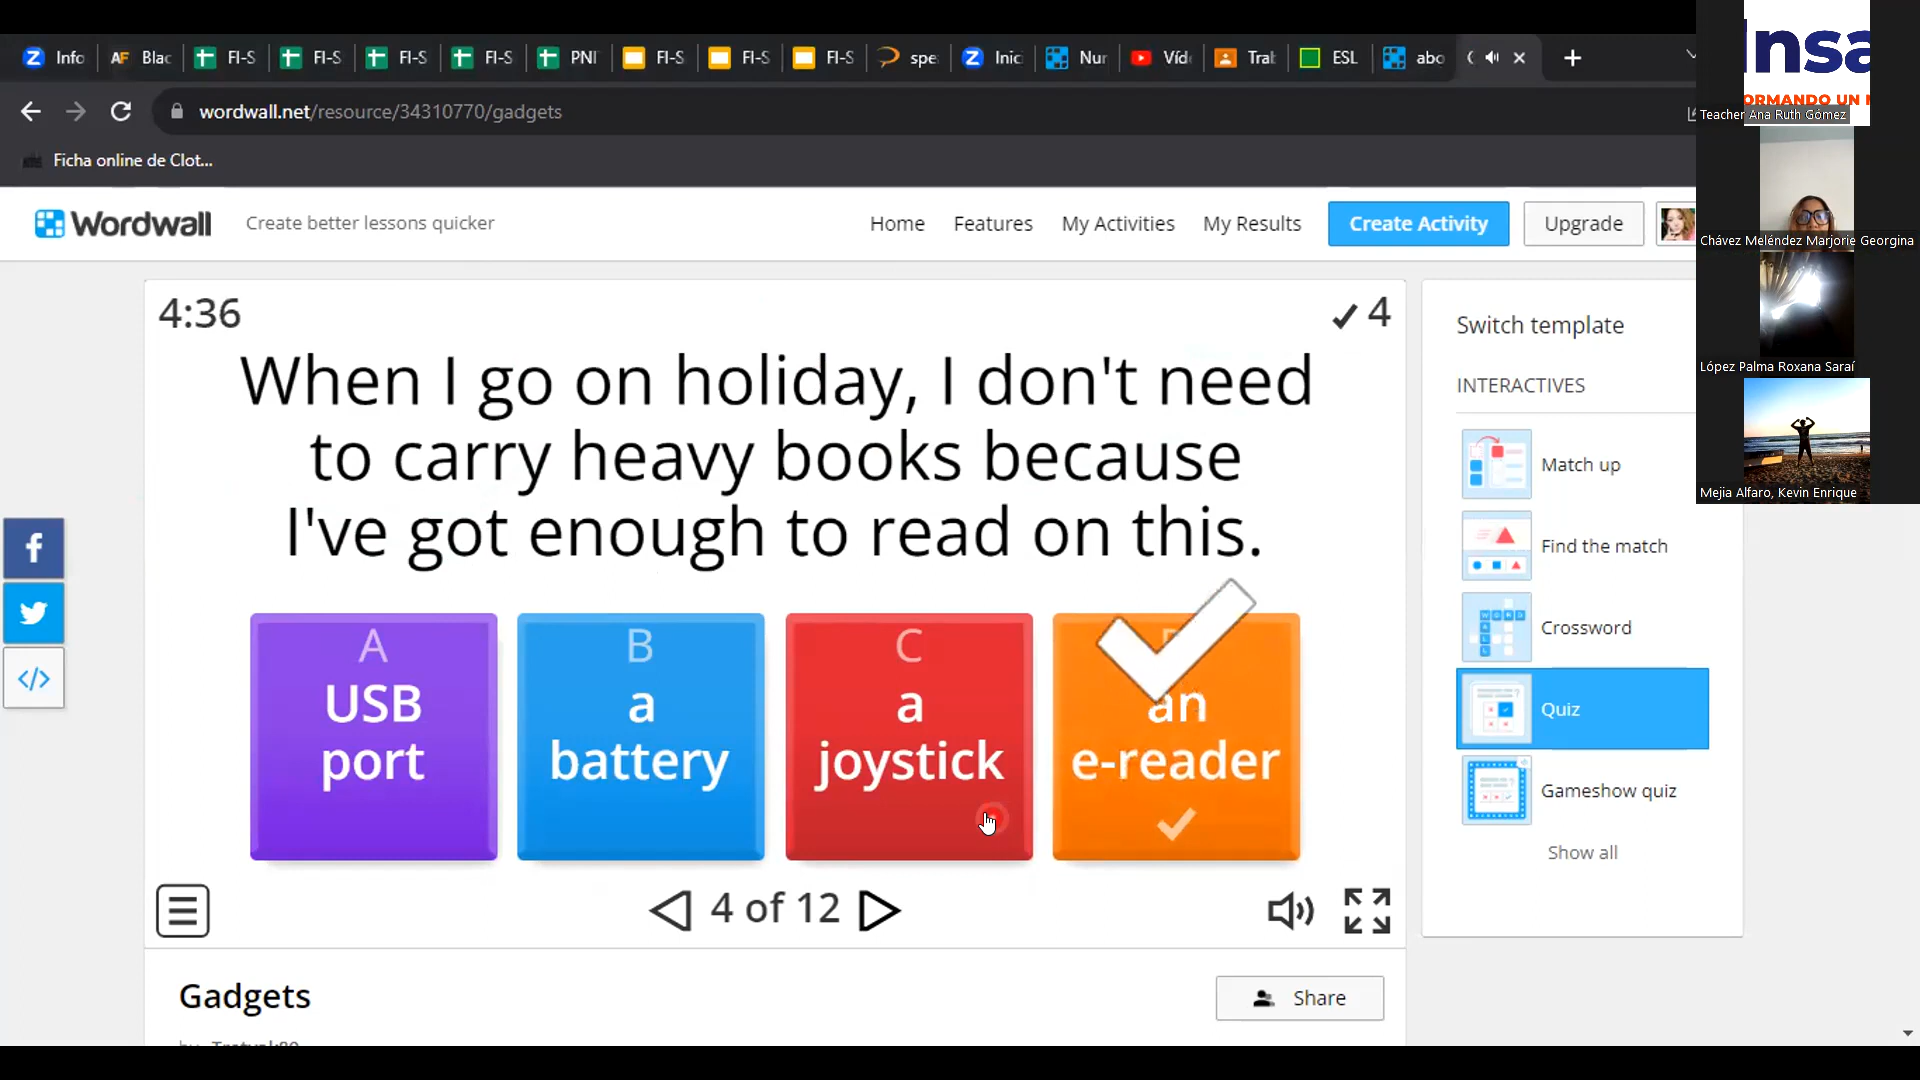 Info
AF Blac
FI-S
FI-S
FI-S
FI-S
PNI
FI-S
FI-S
FI-S
spe
Inic
Nur
Víd
Tral
ESL
abo
wordwall.net/resource/34310770/gadgets
Ficha online de Clot...
Wordwall
Create better lessons quicker
Home
Features
My Activities
My Results
Create Activity
Upgrade
4:36
4
When I go on holiday, I don't need
to carry heavy books because
I've got enough to read on this.
A
USB
port
B
a
battery
C
a
joystick
an
e-reader
4 of 12
Gadgets
Share
Switch template
INTERACTIVES
Match up
Find the match
Crossword
Quiz
Gameshow quiz
Show all
Insa
ORMANDO UN
Teacher Ana Ruth Gómez
Chávez Meléndez Marjorie Georgina
López Palma Roxana Saraí
Mejia Alfaro, Kevin Enrique